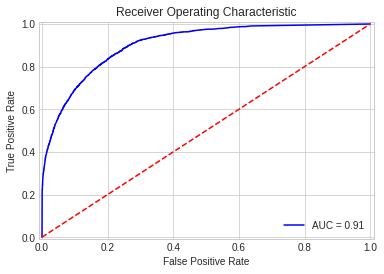 Receiver Operating Characteristic
True Positive Rate
1.0
0.8
0.6
0.4
0.2
0.0
0.0 0.2 0.4 0.6 0.8 1.0
False Positive Rate
AUC = 0.91